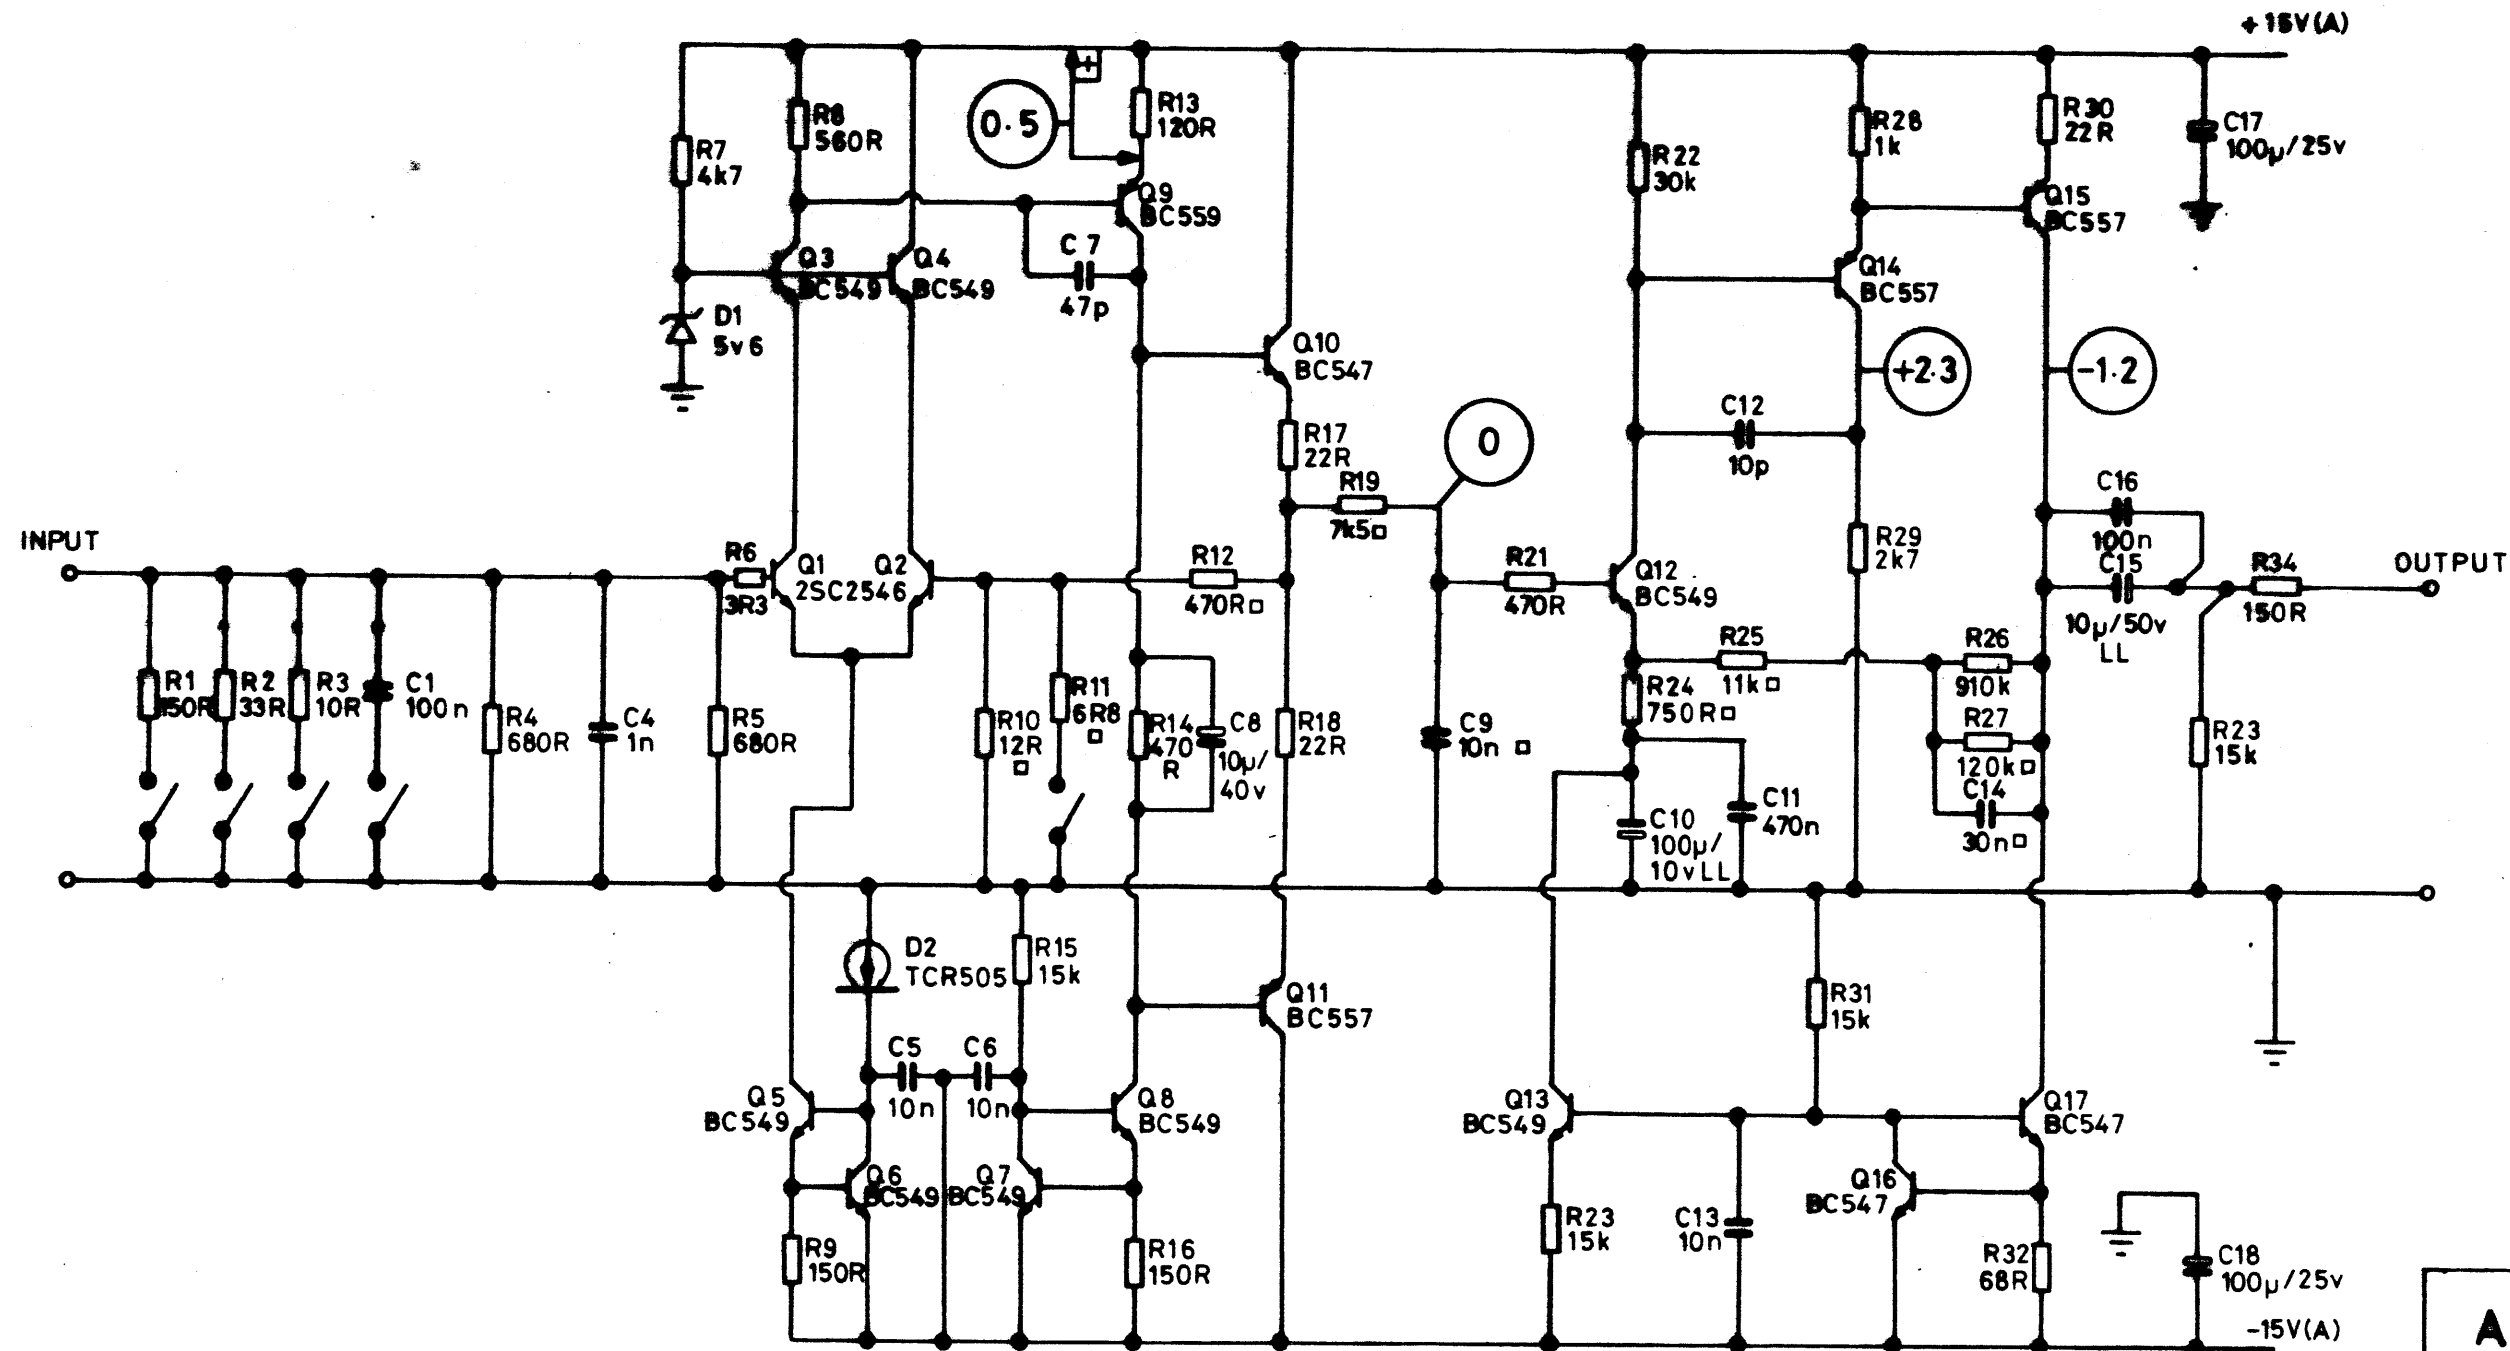 +15V(A)
R7
4k7
R8
560R
0.5
+
R13
120R
Q9
BC559
R22
30k
R28
1k
R30
22R
C17
100μ/25v
Q15
BC557
Q3
BC549
Q4
BC549
C7
47p
D1
5v6
Q14
BC557
Q10
BC547
+2.3
-1.2
R17
22R
0
C12
10p
R19
7k5
C16
100n
C15
10μ/50v
LL
INPUT
R6
3R3
Q1
2SC2546
Q2
R12
470R
R21
470R
Q12
BC549
R29
2k7
R34
150R
OUTPUT
R1
150R
R2
33R
R3
10R
C1
100n
R4
680R
C4
1n
R5
680R
R10
12R
R11
6R8
R14
470
R
C8
10μ/
40v
R18
22R
C9
10n
R25
11k
R24
750R
R26
910k
R27
120k
C14
30n
R23
15k
C10
100μ/
10vLL
C11
470n
D2
TCR505
R15
15k
Q11
BC557
R31
15k
C5
10n
C6
10n
Q5
BC549
Q8
BC549
Q13
BC549
Q17
BC547
Q6
BC549
Q7
BC549
Q16
BC547
R9
150R
R16
150R
R23
15k
C13
10n
R32
68R
C18
100μ/25v
-15V(A)
A